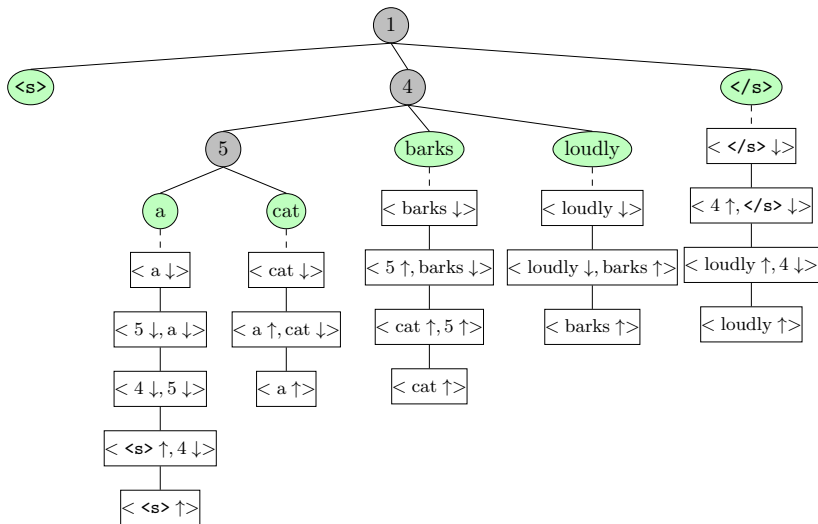 1
<s>
4
</s>
5
barks
loudly
< </s> ↓>
a
cat
< barks ↓>
< loudly ↓>
< 4 ↑, </s> ↓>
< a ↓>
< cat ↓>
< 5 ↑, barks ↓>
< loudly ↓, barks ↑>
< loudly ↑, 4 ↓>
< 5 ↓, a ↓>
< a ↑, cat ↓>
< cat ↑, 5 ↑>
< barks ↑>
< loudly ↑>
< 4 ↓, 5 ↓>
< a ↑>
< cat ↑>
< <s> ↑, 4 ↓>
< <s> ↑>